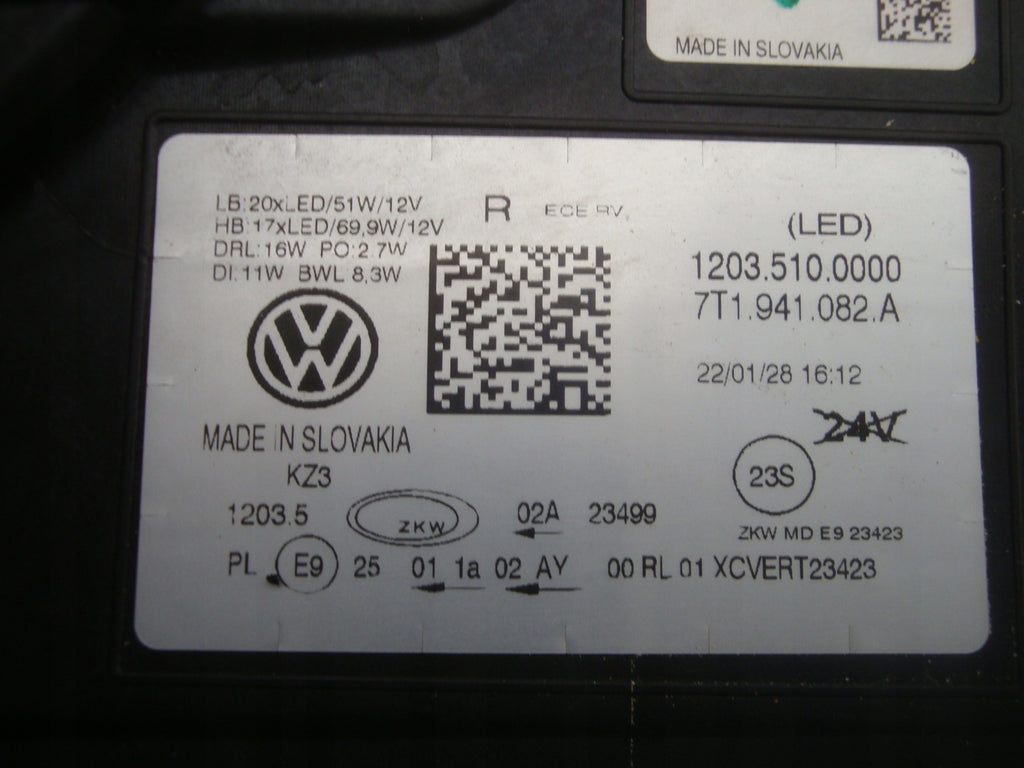 MADE IN SLOVAKIA
LB:20xLED/51W/12V
HB:17xLED/69,9W/12V
DRL:16W PO:2.7W
DI:11W BWL 8,3W
R ECE RV,
(LED)
1203.510.0000
7T1.941.082.A
22/01/28 16:12
24V
MADE IN SLOVAKIA
KZ3
23S
1203.5 ZKW 02A 23499
ZKW MD E9 23423
PL E9 25 01 1a 02 AY 00 RL 01 XCVERT23423